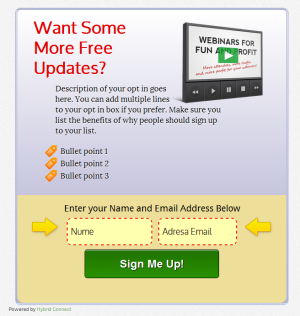 Want Some
More Free
Updates?
WEBINARS FOR
FUN AND PROFIT
More attendees, more traffic
and more profit for your business!
Description of your opt in goes
here. You can add multiple lines
to your opt in box if you prefer. Make sure you
list the benefits of why people should sign up
to your list.
Bullet point 1
Bullet point 2
Bullet point 3
Enter your Name and Email Address Below
Nume
Adresa Email
Sign Me Up!
Powered by Hybrid Connect